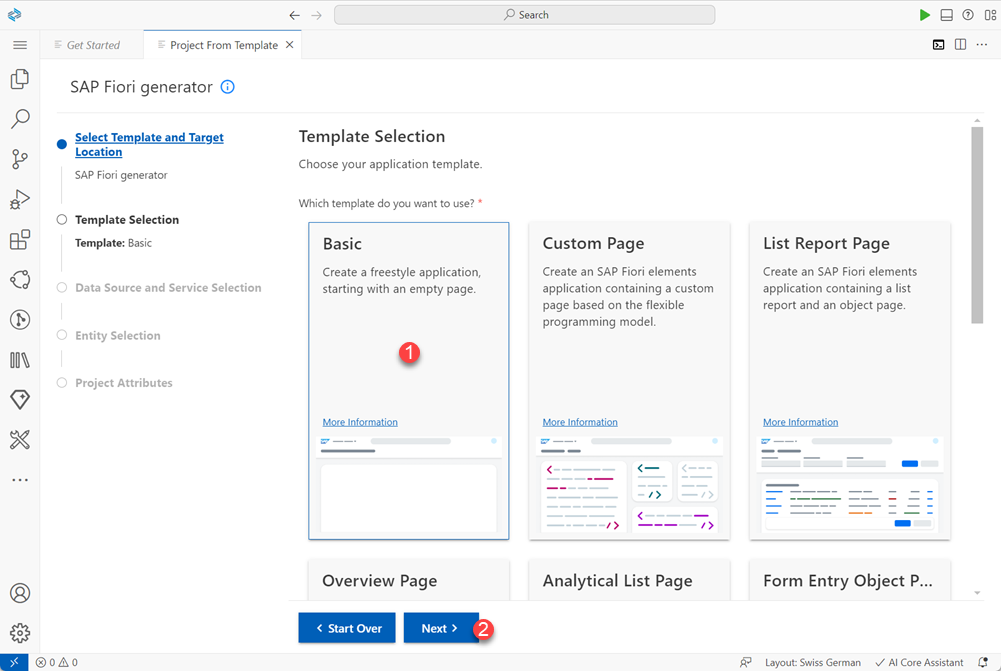 Search
Get Started
Project From Template
SAP Fiori generator
Select Template and Target
Location
SAP Fiori generator
Template Selection
Template: Basic
Data Source and Service Selection
Entity Selection
Project Attributes
Template Selection
Choose your application template.
Which template do you want to use? *
Basic
Create a freestyle application,
starting with an empty page.
1
More Information
Custom Page
Create an SAP Fiori elements
application containing a custom
page based on the flexible
programming model.
More Information
List Report Page
Create an SAP Fiori elements
application containing a list
report and an object page.
More Information
Overview Page
Analytical List Page
Form Entry Object P...
Start Over
Next
2
0
0
Layout: Swiss German
AI Core Assistant